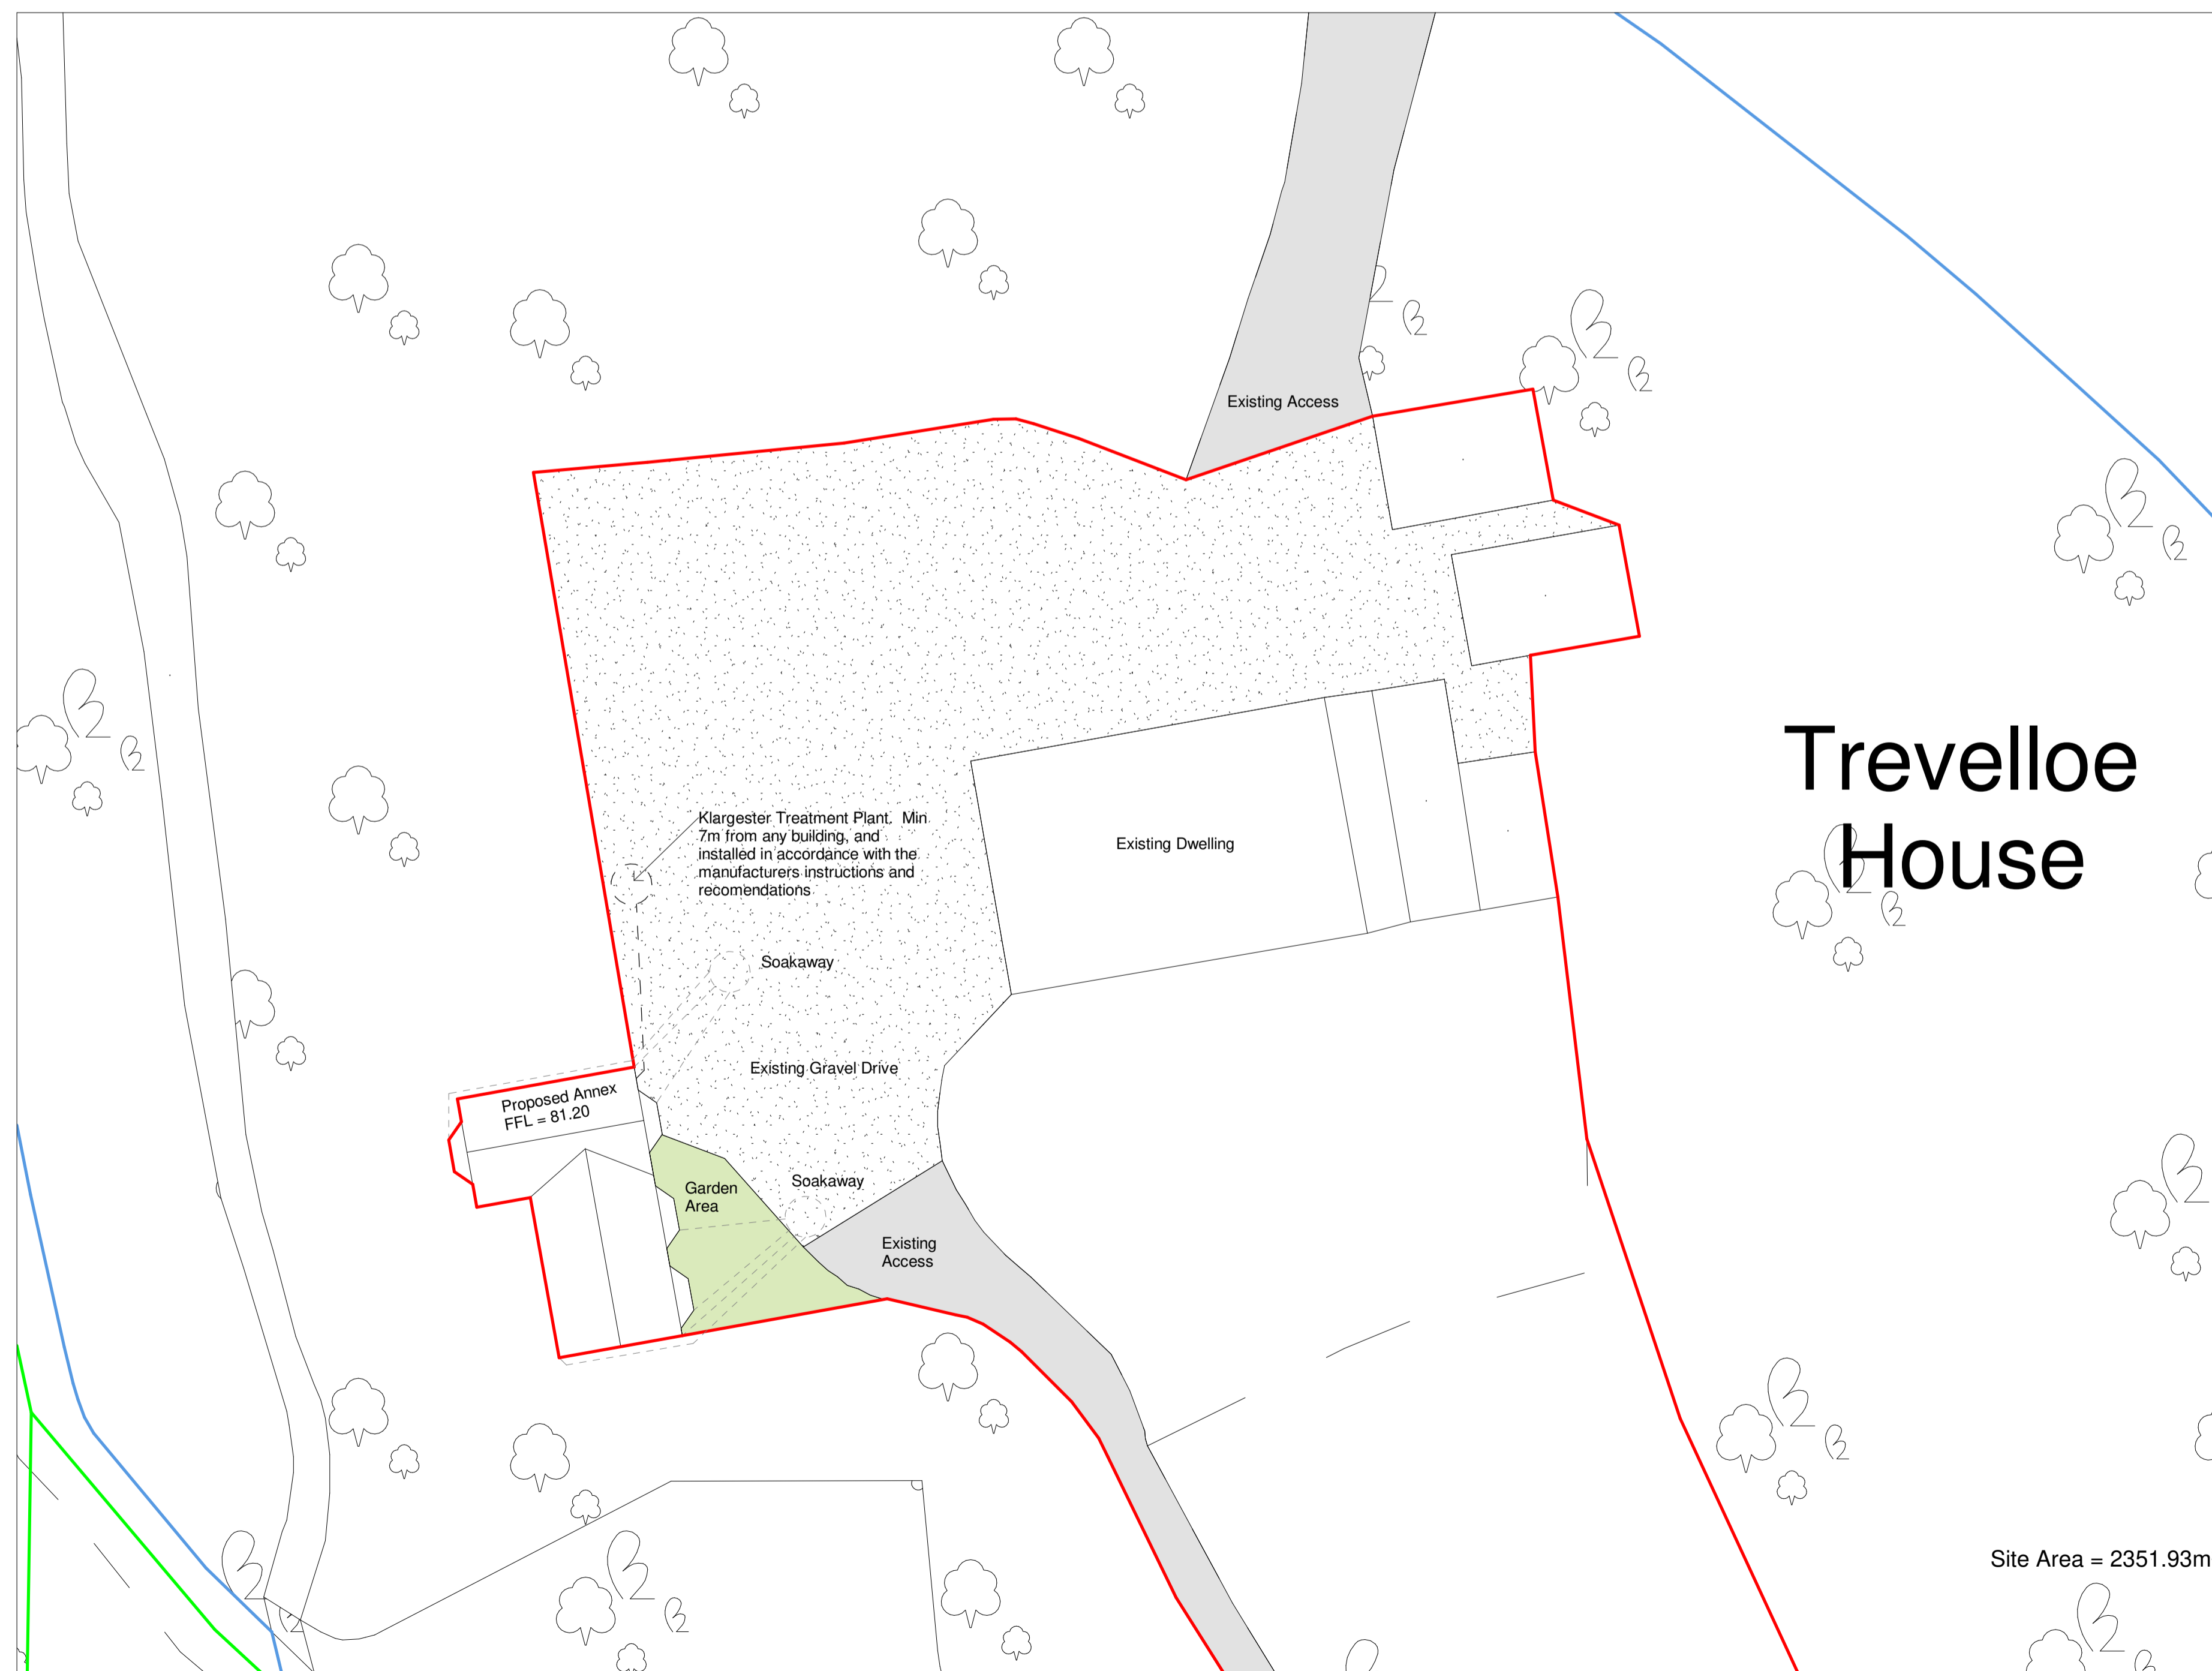 Existing Access
Trevelloe
House
Klargester Treatment Plant. Min
7m from any building, and
installed in accordance with the
manufacturers instructions and
recomendations
Existing Dwelling
Soakaway
Existing Gravel Drive
Proposed Annex
FFL = 81.20
Garden
Area
Soakaway
Existing
Access
Site Area = 2351.93m